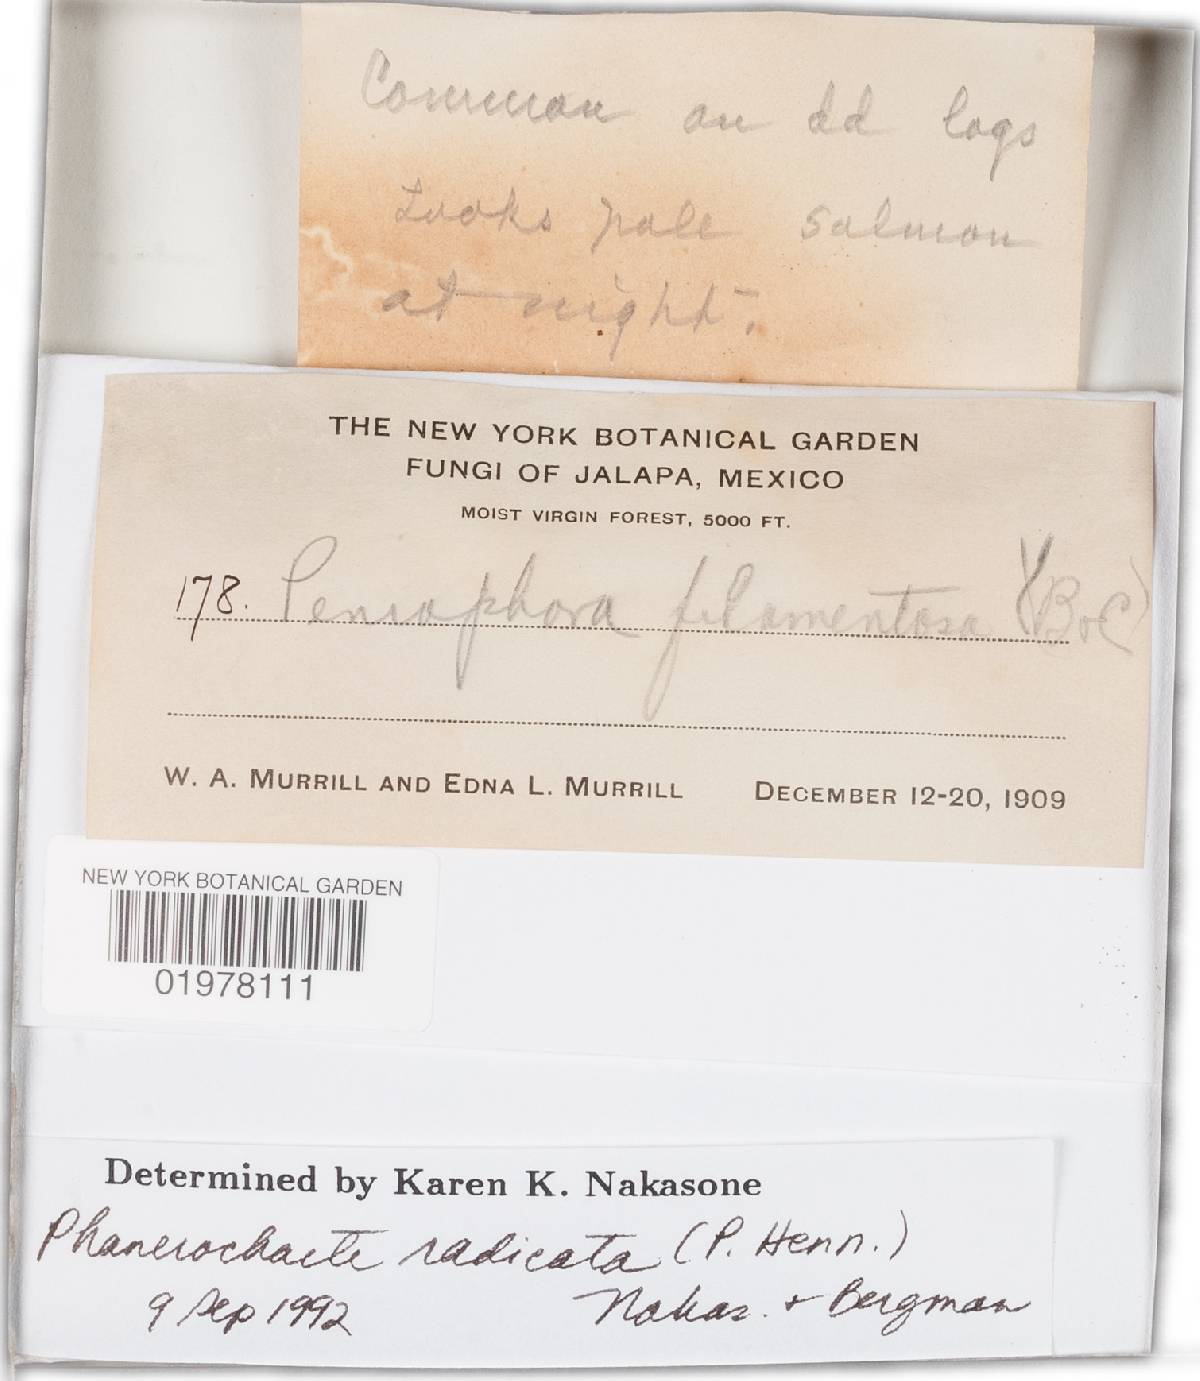 Common on dd logs
Looks pale salmon
at night.
THE NEW YORK BOTANICAL GARDEN
FUNGI OF JALAPA, MEXICO
MOIST VIRGIN FOREST, 5000 FT.
178. Peniophora filamentosa (B & C)
W. A. MURRILL AND EDNA L. MURRILL DECEMBER 12-20, 1909
NEW YORK BOTANICAL GARDEN
01978111
Determined by Karen K. Nakasone
Phanerochaete radicata (P. Henn.)
9 Sep 1992 Nakas. & Bergman